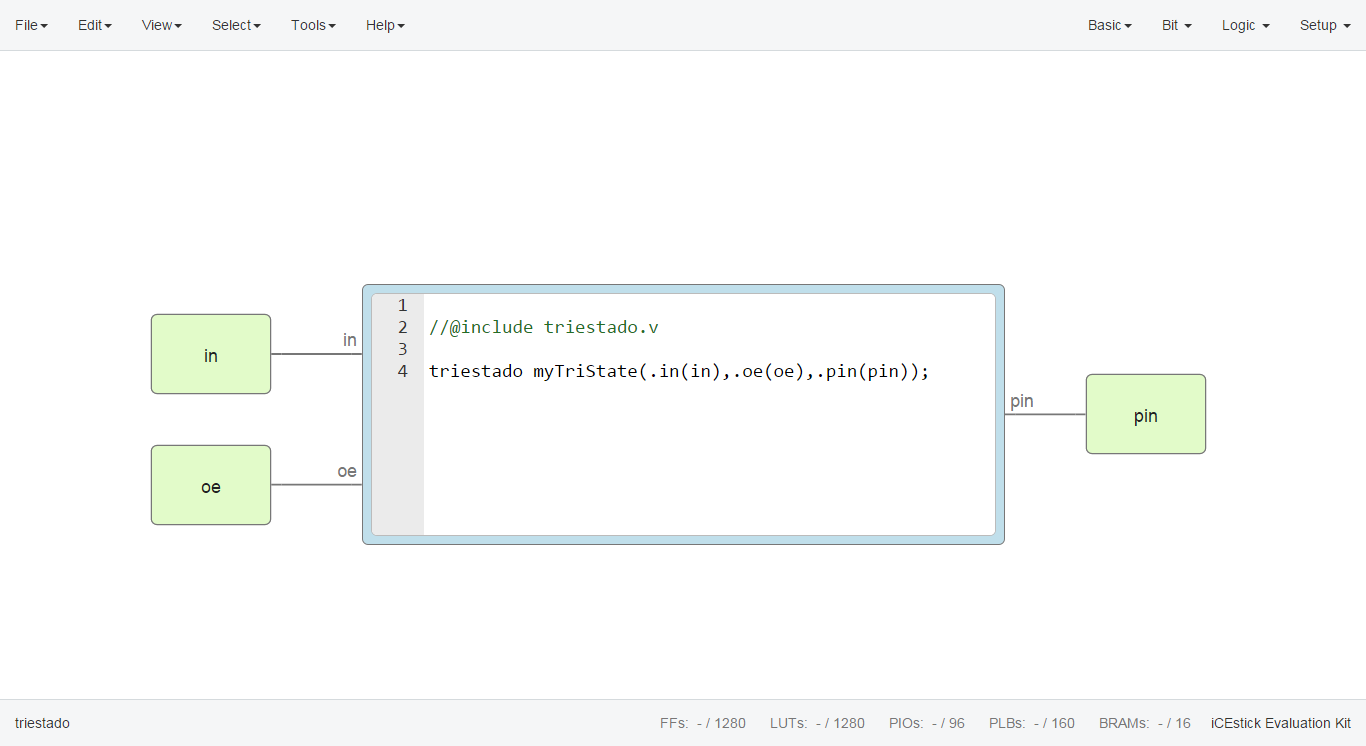 File Edit View Select Tools Help Basic Bit Logic Setup
1
2 //@include triestado.v
3
4 triestado myTriState(.in(in),.oe(oe),.pin(pin));
in
in
oe
oe
pin
pin
triestado FFs: - / 1280 LUTs: - / 1280 PIOs: - / 96 PLBs: - / 160 BRAMs: - / 16 iCEstick Evaluation Kit